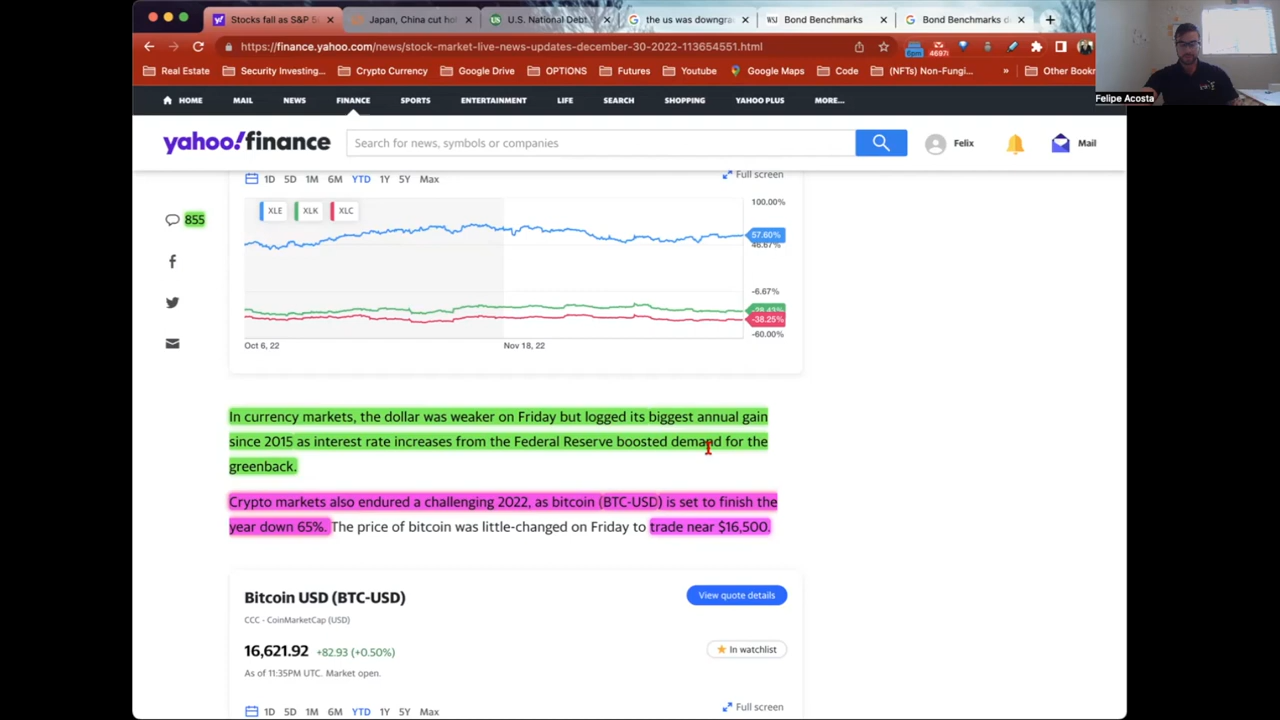 Stocks fall as S&P 5
Japan, China cut ho
U.S. National Debt
the us was downgra
WSJ Bond Benchmarks
Bond Benchmarks d
https://finance.yahoo.com/news/stock-market-live-news-updates-december-30-2022-113654551.html
4697
Real Estate
Security Investing...
Crypto Currency
Google Drive
OPTIONS
Futures
Youtube
Google Maps
Code
(NFTs) Non-Fungi...
»
Other Bookr
Felipe Acosta
HOME
MAIL
NEWS
FINANCE
SPORTS
ENTERTAINMENT
LIFE
SEARCH
SHOPPING
YAHOO PLUS
MORE...
yahoo!finance
Search for news, symbols or companies
Felix
Mail
1D 5D 1M 6M YTD 1Y 5Y Max
Full screen
XLE XLK XLC
100.00%
57.60%
46.67%
-6.67%
-38.25%
-60.00%
Oct 6, 22
Nov 18, 22
855
In currency markets, the dollar was weaker on Friday but logged its biggest annual gain
since 2015 as interest rate increases from the Federal Reserve boosted demand for the
greenback.
Crypto markets also endured a challenging 2022, as bitcoin (BTC-USD) is set to finish the
year down 65%. The price of bitcoin was little-changed on Friday to trade near $16,500.
Bitcoin USD (BTC-USD)
View quote details
CCC - CoinMarketCap (USD)
16,621.92 +82.93 (+0.50%)
In watchlist
As of 11:35PM UTC. Market open.
1D 5D 1M 6M YTD 1Y 5Y Max
Full screen